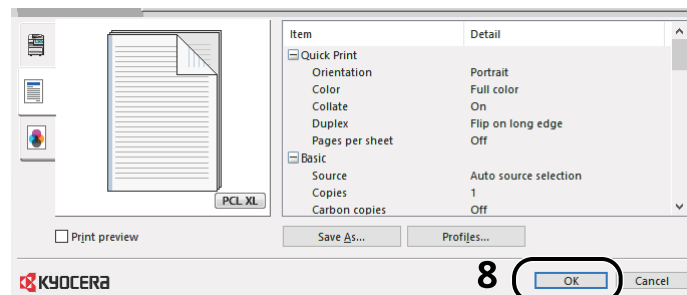 Item Detail
Quick Print
Orientation Portrait
Color Full color
Collate On
Duplex Flip on long edge
Pages per sheet Off
Basic
Source Auto source selection
Copies 1
Carbon copies Off
PCL XL
Print preview Save As... Profiles...
KYOCERA 8 OK Cancel